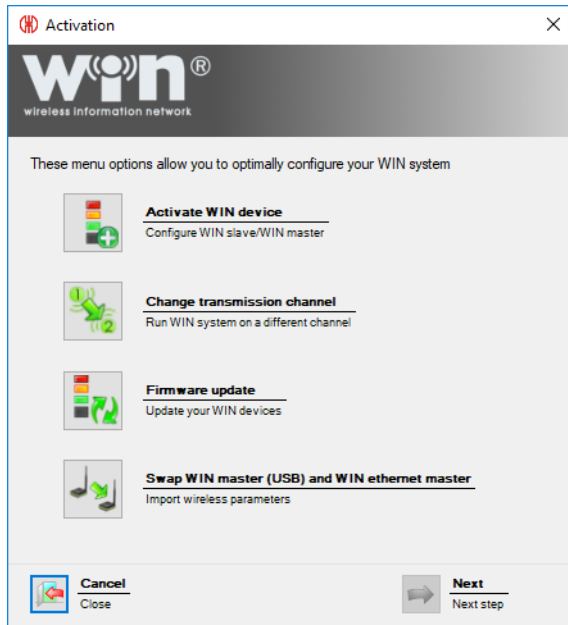 Activation
WIN®
wireless information network
These menu options allow you to optimally configure your WIN system
Activate WIN device
Configure WIN slave/WIN master
1
2
Change transmission channel
Run WIN system on a different channel
Firmware update
Update your WIN devices
Swap WIN master (USB) and WIN ethernet master
Import wireless parameters
Cancel
Close
Next
Next step